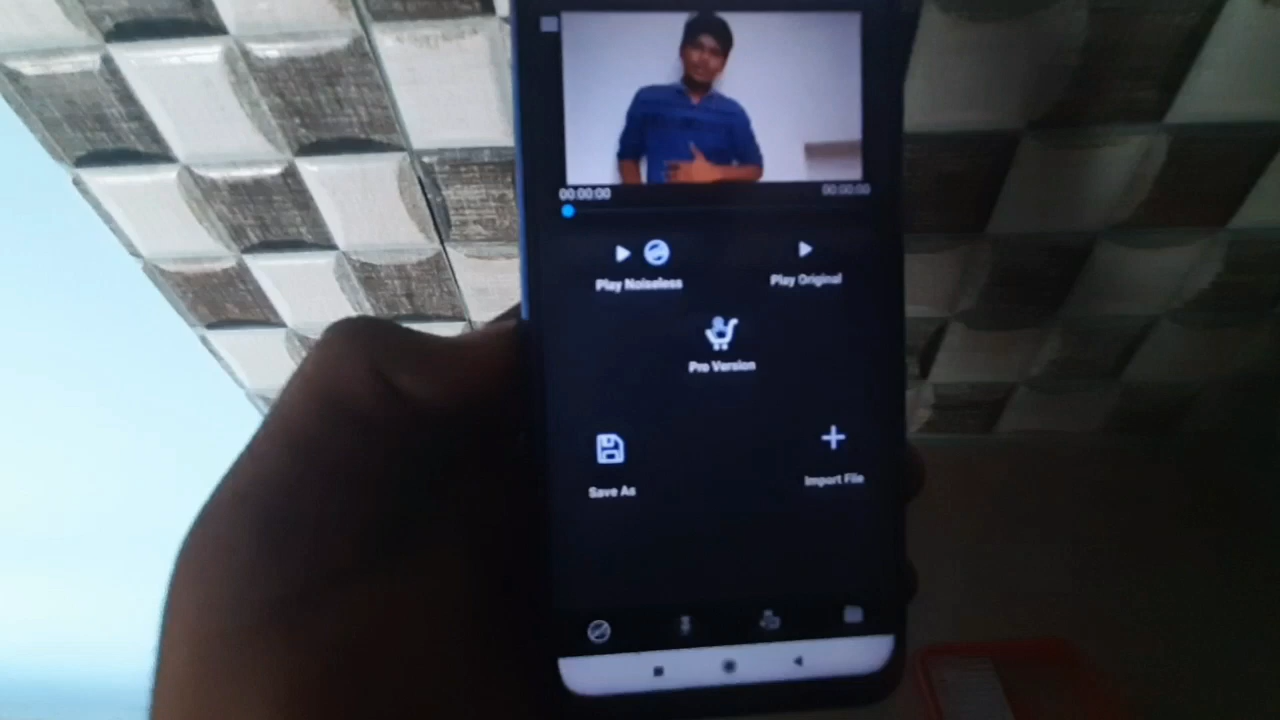 00:00:00
00:00:00
Play Noiseless
Play Original
Pro Version
Save As
Import File